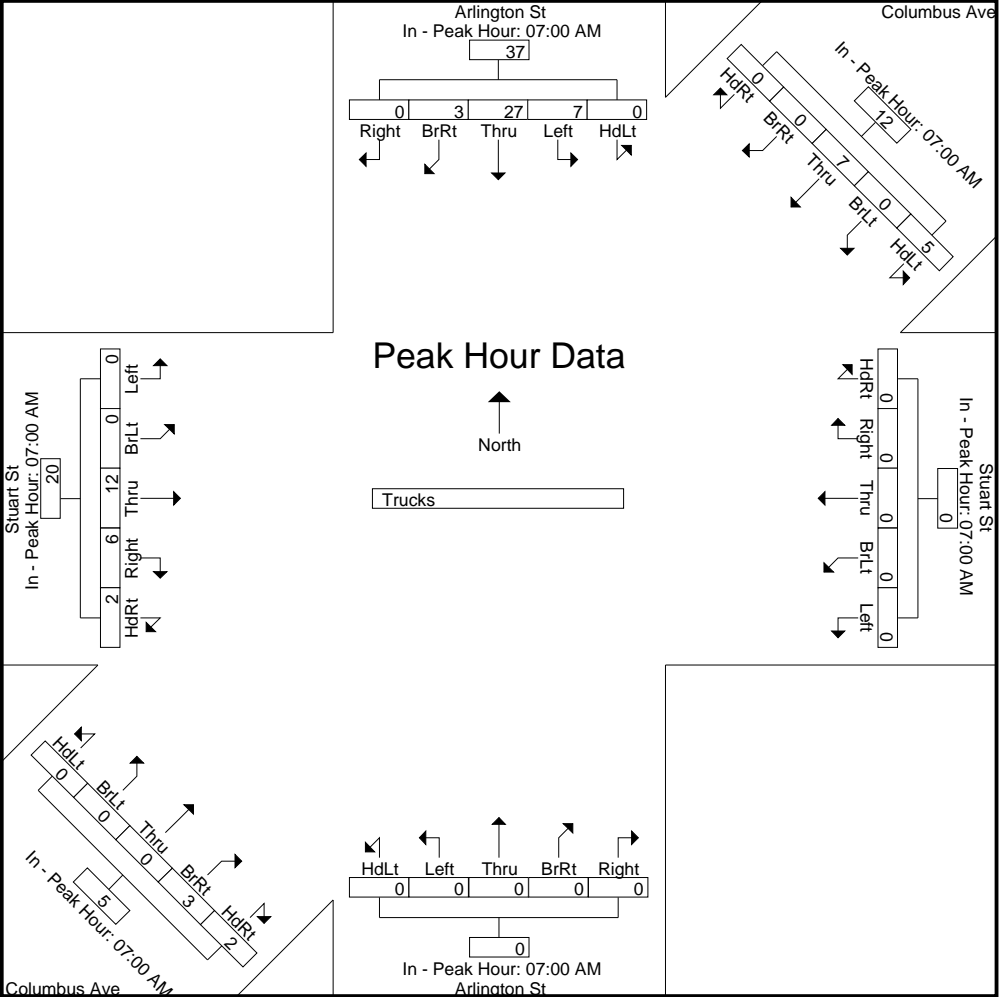 Arlington St
In - Peak Hour: 07:00 AM
37
0 3 27 7 0
Right BrRt Thru Left HdLt
Columbus Ave
In - Peak Hour: 07:00 AM
12
0 0 7 0 5
HdRt BrRt Thru BrLt HdLt
Peak Hour Data
North
Trucks
Stuart St
In - Peak Hour: 07:00 AM
20
0 0 12 6 2
Left BrLt Thru Right HdRt
Stuart St
In - Peak Hour: 07:00 AM
0
0 0 0 0 0
HdRt Right Thru BrLt Left
HdLt BrLt Thru BrRt HdRt
0 0 0 3 2
5
In - Peak Hour: 07:00 AM
Columbus Ave
HdLt Left Thru BrRt Right
0 0 0 0 0
0
In - Peak Hour: 07:00 AM
Arlington St